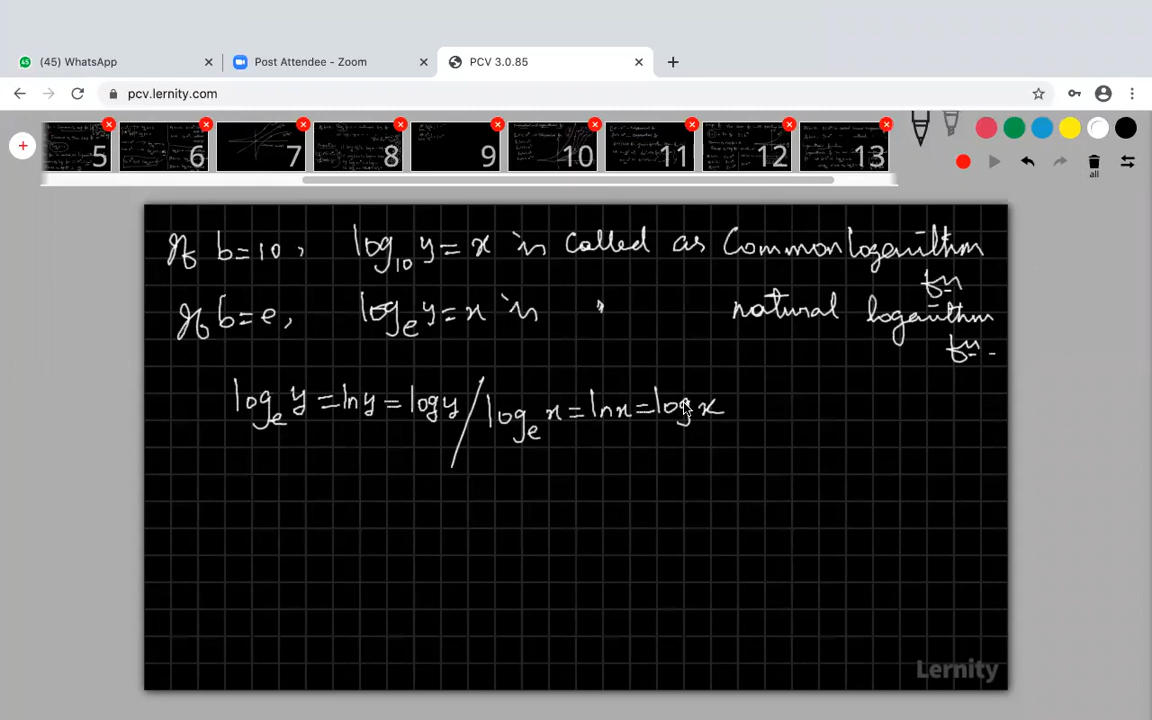 (45) WhatsApp
Post Attendee - Zoom
PCV 3.0.85
pcv.lernity.com
5 6 7 8 9 10 11 12 13
all
If b=10, log₁₀ y = x is called as Common logarithm
fn
If b=e, logₑ y = x is " natural logarithm
fn.
logₑ y = ln y = log y / logₑ x = ln x = log x
Lernity